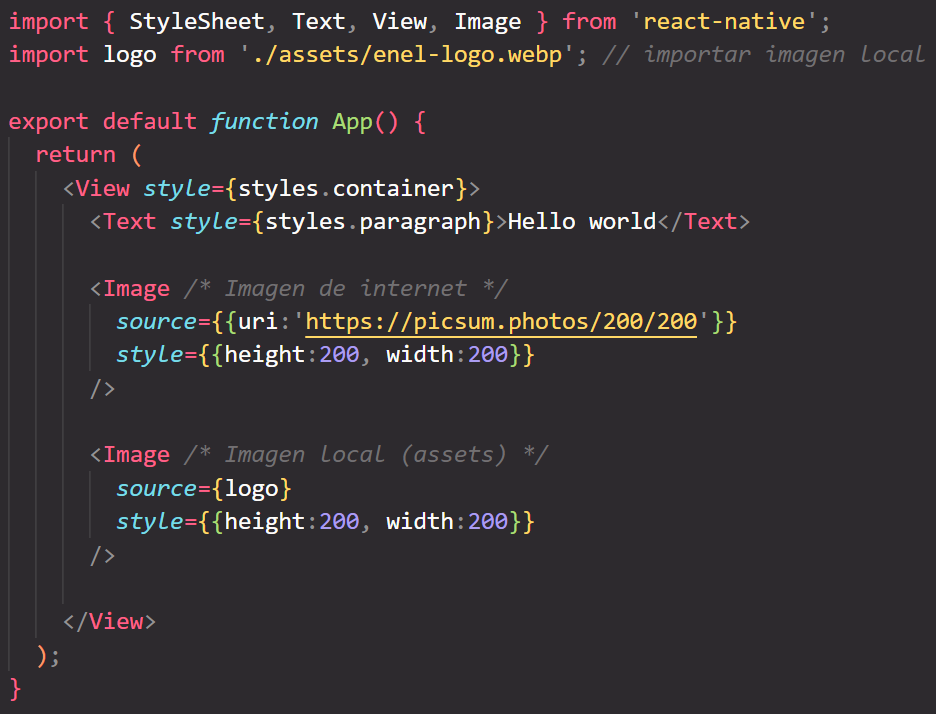 import { StyleSheet, Text, View, Image } from 'react-native';
import logo from './assets/enel-logo.webp'; // importar imagen local

export default function App() {
  return (
    <View style={styles.container}>
      <Text style={styles.paragraph}>Hello world</Text>

      <Image /* Imagen de internet */
        source={{uri:'https://picsum.photos/200/200'}}
        style={{height:200, width:200}}
      />

      <Image /* Imagen local (assets) */
        source={logo}
        style={{height:200, width:200}}
      />

    </View>
  );
}